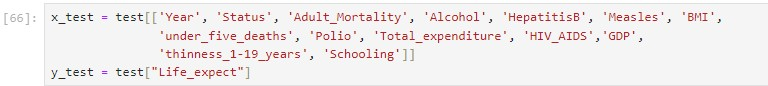 [66]: x_test = test[['Year', 'Status', 'Adult_Mortality', 'Alcohol', 'HepatitisB', 'Measles', 'BMI',
'under_five_deaths', 'Polio', 'Total_expenditure', 'HIV_AIDS','GDP',
'thinness_1-19_years', 'Schooling']]
y_test = test["Life_expect"]